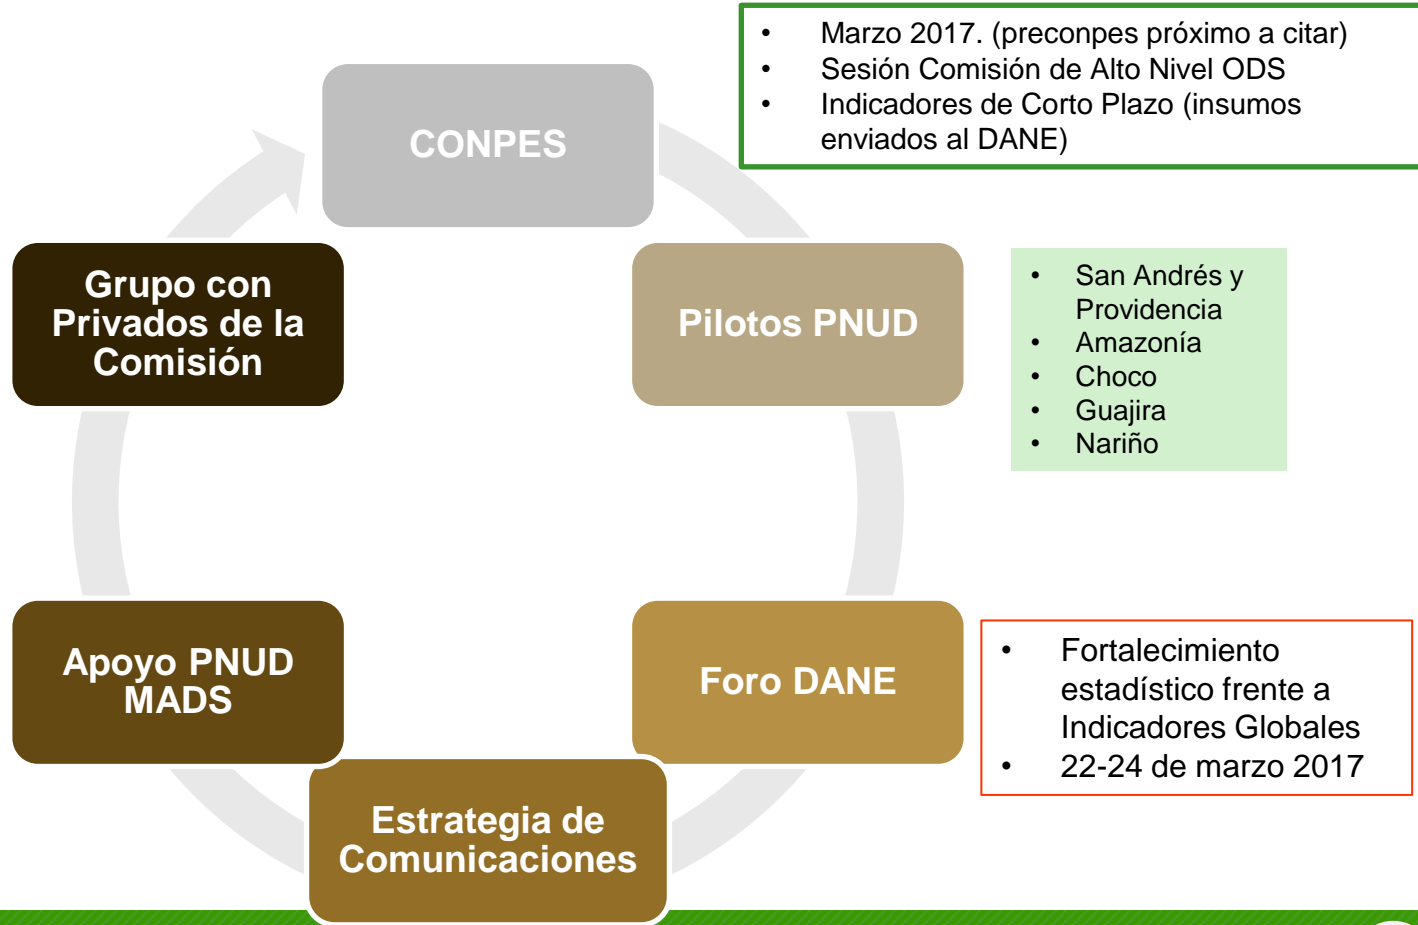 • Marzo 2017. (preconpes próximo a citar)
• Sesión Comisión de Alto Nivel ODS
• Indicadores de Corto Plazo (insumos
enviados al DANE)
CONPES
Grupo con
Privados de la
Comisión
Pilotos PNUD
• San Andrés y
Providencia
• Amazonía
• Choco
• Guajira
• Nariño
Apoyo PNUD
MADS
Foro DANE
• Fortalecimiento
estadístico frente a
Indicadores Globales
• 22-24 de marzo 2017
Estrategia de
Comunicaciones